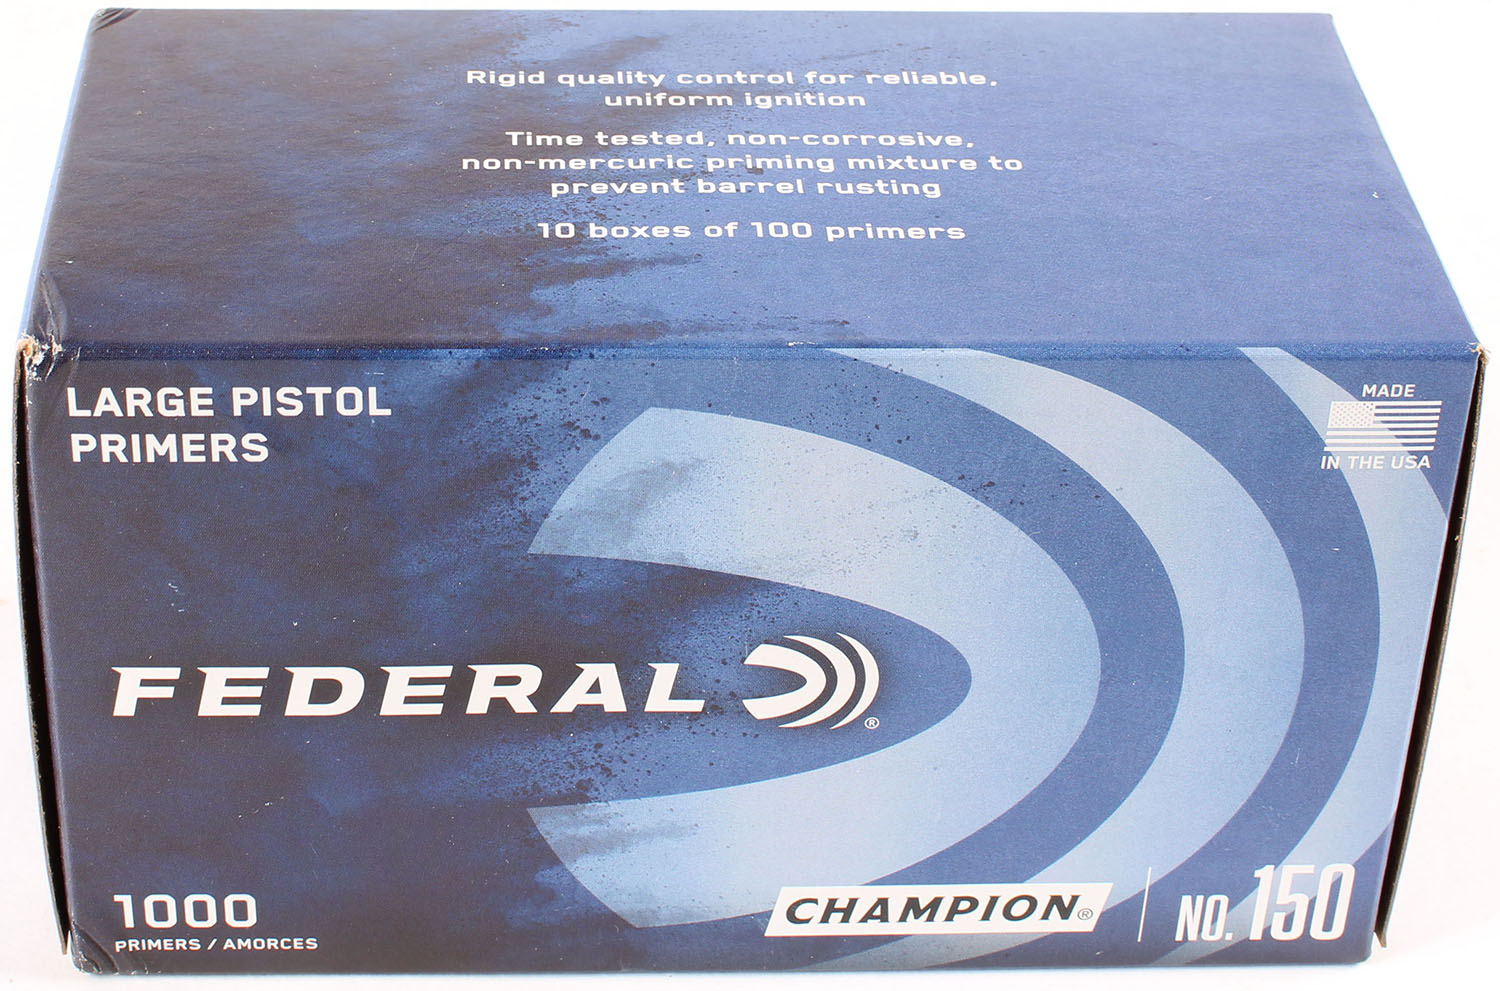 Rigid quality control for reliable,
uniform ignition
Time tested, non-corrosive,
non-mercuric priming mixture to
prevent barrel rusting
10 boxes of 100 primers
LARGE PISTOL
PRIMERS
MADE
IN THE USA
FEDERAL ®
1000
PRIMERS / AMORCES
CHAMPION®
NO. 150